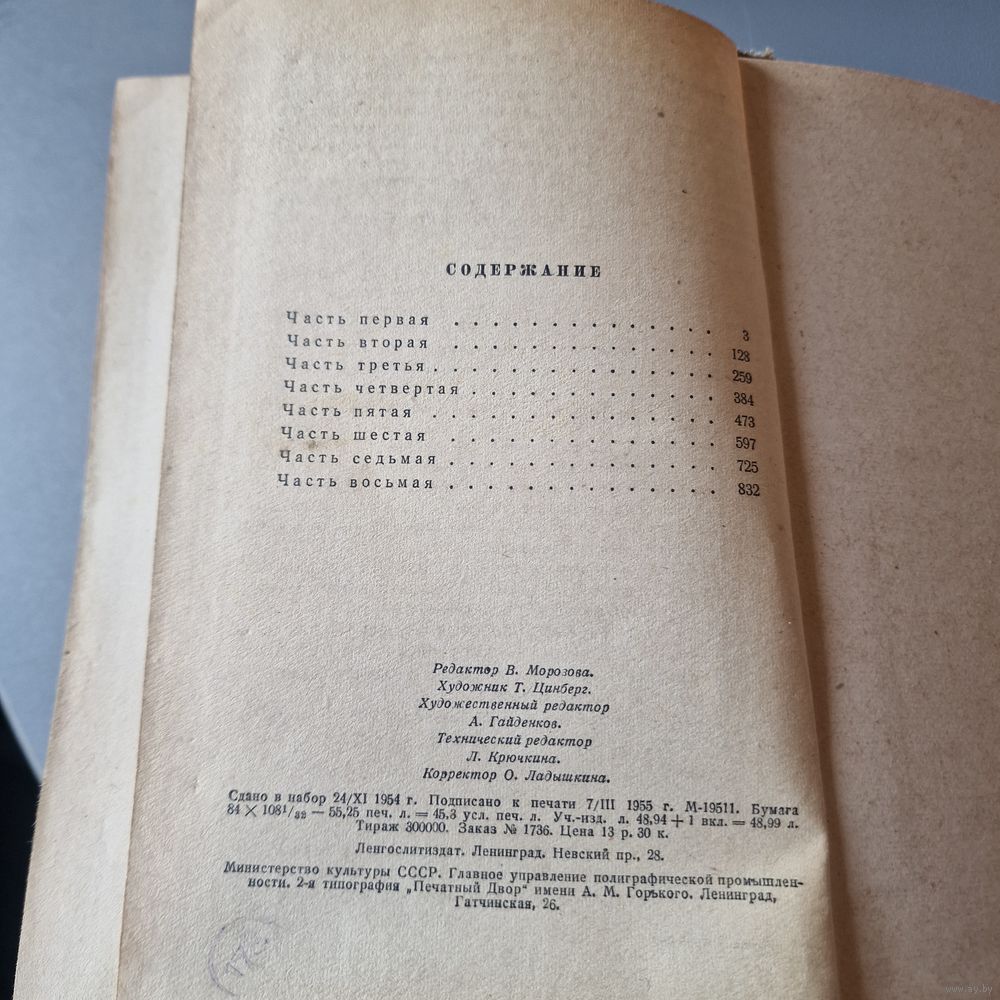 СОДЕРЖАНИЕ
Часть первая . . . . . . . . . . . . . 3
Часть вторая . . . . . . . . . . . . . 128
Часть третья . . . . . . . . . . . . . 259
Часть четвертая . . . . . . . . . . . . 384
Часть пятая . . . . . . . . . . . . . 473
Часть шестая . . . . . . . . . . . . . 597
Часть седьмая . . . . . . . . . . . . . 725
Часть восьмая . . . . . . . . . . . . . 832
Редактор В. Морозова.
Художник Т. Цинберг.
Художественный редактор
А. Гайденков.
Технический редактор
Л. Крючкина.
Корректор О. Ладышкина.
Сдано в набор 24/XI 1954 г. Подписано к печати 7/III 1955 г. М-19511. Бумага
84 × 108¹/₃₂ — 55,25 печ. л. = 45,3 усл. печ. л. Уч.-изд. л. 48,94 + 1 вкл. = 48,99 л.
Тираж 300000. Заказ № 1736. Цена 13 р. 30 к.
Ленгослитиздат. Ленинград. Невский пр., 28.
Министерство культуры СССР. Главное управление полиграфической промышлен-
ности. 2-я типография „Печатный Двор“ имени А. М. Горького. Ленинград,
Гатчинская, 26.
www.ay.by